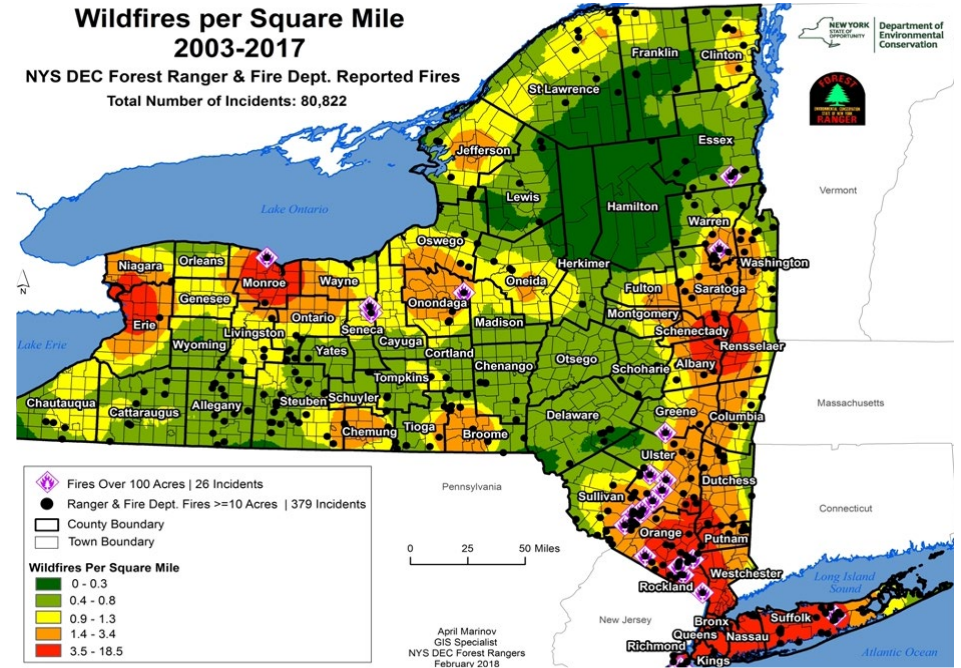 Wildfires per Square Mile
2003-2017
NYS DEC Forest Ranger & Fire Dept. Reported Fires
Total Number of Incidents: 80,822
NEW YORK
STATE OF
OPPORTUNITY
Department of
Environmental
Conservation
FOREST
ENVIRONMENTAL CONSERVATION
STATE OF NEW YORK
RANGER
Franklin
Clinton
St Lawrence
Essex
Jefferson
Vermont
Lewis
Hamilton
Lake Ontario
Warren
Oswego
Herkimer
Washington
Niagara
Orleans
Monroe
Wayne
Oneida
Fulton
Saratoga
Genesee
Onondaga
Montgomery
Ontario
Madison
Erie
Livingston
Seneca
Schenectady
Lake Erie
Wyoming
Cayuga
Rensselaer
Yates
Cortland
Otsego
Albany
Chenango
Schoharie
Tompkins
Chautauqua
Cattaraugus
Allegany
Steuben
Schuyler
Massachusetts
Greene
Columbia
Delaware
Chemung
Tioga
Broome
Ulster
N
Fires Over 100 Acres | 26 Incidents
Ranger & Fire Dept. Fires >=10 Acres | 379 Incidents
County Boundary
Town Boundary
Wildfires Per Square Mile
0 - 0.3
0.4 - 0.8
0.9 - 1.3
1.4 - 3.4
3.5 - 18.5
Pennsylvania
Dutchess
Sullivan
Connecticut
Orange
Putnam
0 25 50 Miles
Westchester
Rockland
Long Island
Sound
New Jersey
Bronx
Suffolk
Queens
Nassau
Richmond
Kings
Atlantic Ocean
April Marinov
GIS Specialist
NYS DEC Forest Rangers
February 2018